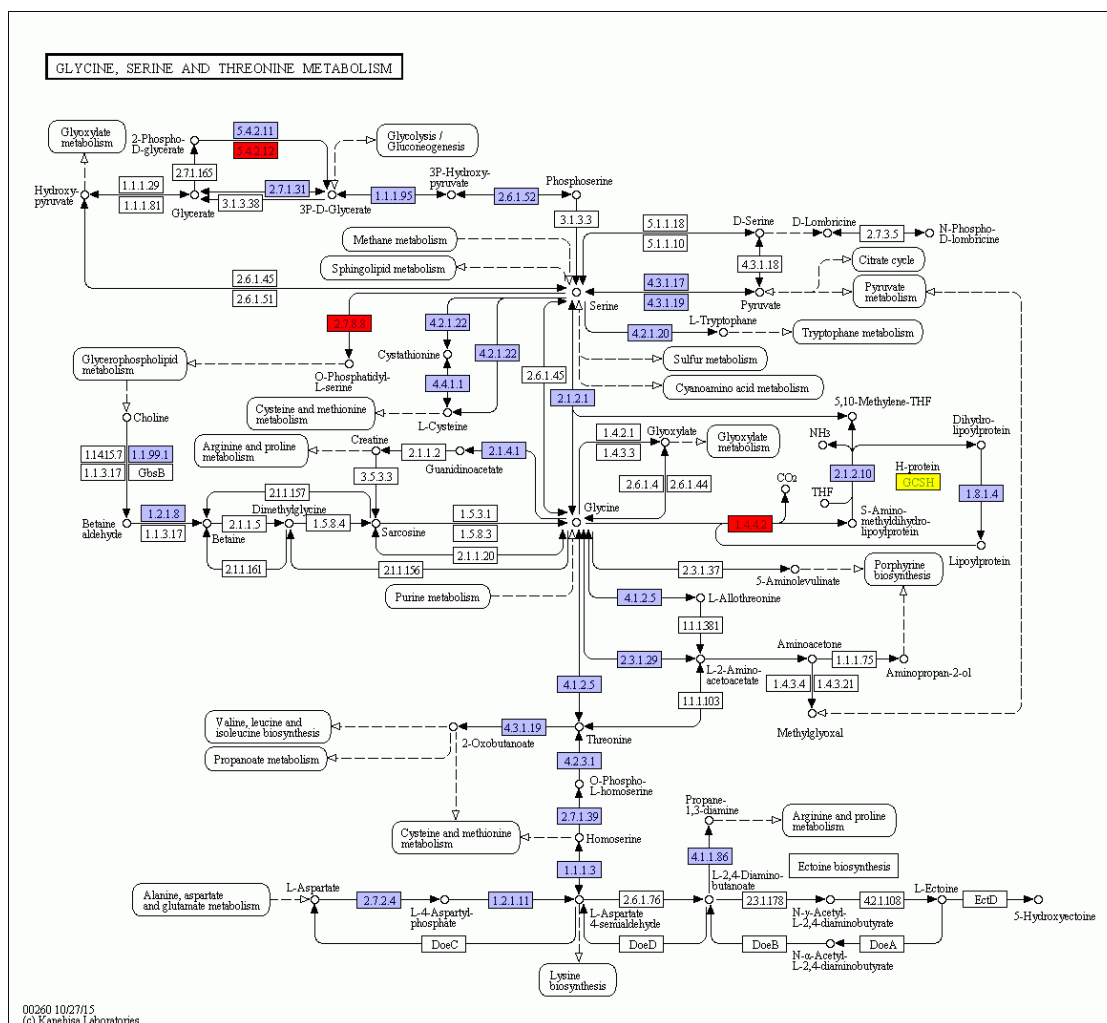 GLYCINE, SERINE AND THREONINE METABOLISM
Glyoxylate
metabolism
2-Phospho-
D-glycerate
5.4.2.11
5.4.2.12
Glycolysis /
Gluconeogenesis
2.7.1.165
3P-Hydroxy-
pyruvate
Phosphoserine
Hydroxy-
pyruvate
1.1.1.29
1.1.1.81
Glycerate
2.7.1.31
3.1.3.38
3P-D-Glycerate
1.1.1.95
2.6.1.52
3.1.3.3
5.1.1.18
5.1.1.10
D-Serine
D-Lombricine
2.7.3.5
N-Phospho-
D-lombricine
Methane metabolism
Sphingolipid metabolism
4.3.1.18
Citrate cycle
2.6.1.45
2.6.1.51
Serine
4.3.1.17
4.3.1.19
Pyruvate
Pyruvate
metabolism
2.7.8.8
4.2.1.22
4.2.1.20
L-Tryptophane
Tryptophane metabolism
Glycerophospholipid
metabolism
O-Phosphatidyl-
L-serine
Cystathionine
4.2.1.22
Sulfur metabolism
2.6.1.45
4.4.1.1
Cyanoamino acid metabolism
2.1.2.1
Choline
Cysteine and methionine
metabolism
L-Cysteine
5,10-Methylene-THF
1.14.15.7
1.1.99.1
1.1.3.17
GbsB
Arginine and proline
metabolism
Creatine
2.1.1.2
Guanidinoacetate
2.1.4.1
1.4.2.1
1.4.3.3
Glyoxylate
Glyoxylate
metabolism
NH3
Dihydro-
lipoylprotein
3.5.3.3
2.6.1.4
2.6.1.44
2.1.2.10
H-protein
GCSH
1.8.1.4
CO2
THF
2.1.1.157
Dimethylglycine
Glycine
Betaine
aldehyde
1.2.1.8
1.1.3.17
Betaine
2.1.1.5
1.5.8.4
Sarcosine
1.5.3.1
1.5.8.3
1.4.4.2
S-Amino-
methyldihydro-
lipoylprotein
2.1.1.20
Lipoylprotein
2.1.1.161
2.1.1.156
2.3.1.37
5-Aminolevulinate
Porphyrine
biosynthesis
Purine metabolism
4.1.2.5
L-Allothreonine
1.1.1.381
Aminoacetone
2.3.1.29
L-2-Amino-
acetoacetate
1.1.1.75
Aminopropan-2-ol
4.1.2.5
1.4.3.4
1.4.3.21
1.1.1.103
Methylglyoxal
Valine, leucine and
isoleucine biosynthesis
2-Oxobutanoate
4.3.1.19
Threonine
Propanoate metabolism
4.2.3.1
O-Phospho-
L-homoserine
2.7.1.39
Propane-
1,3-diamine
Arginine and proline
metabolism
Cysteine and methionine
metabolism
Homoserine
4.1.1.86
1.1.1.3
Ectoine biosynthesis
L-2,4-Diamino-
butanoate
Alanine, aspartate
and glutamate metabolism
L-Aspartate
2.7.2.4
L-4-Aspartyl-
phosphate
1.2.1.11
L-Aspartate
4-semialdehyde
2.6.1.76
2.3.1.178
N-γ-Acetyl-
L-2,4-diaminobutyrate
4.2.1.108
L-Ectoine
EctD
5-Hydroxyectoine
DoeC
DoeD
DoeB
N-α-Acetyl-
L-2,4-diaminobutyrate
DoeA
Lysine
biosynthesis
00260 10/27/15
(c) Kanehisa Laboratories